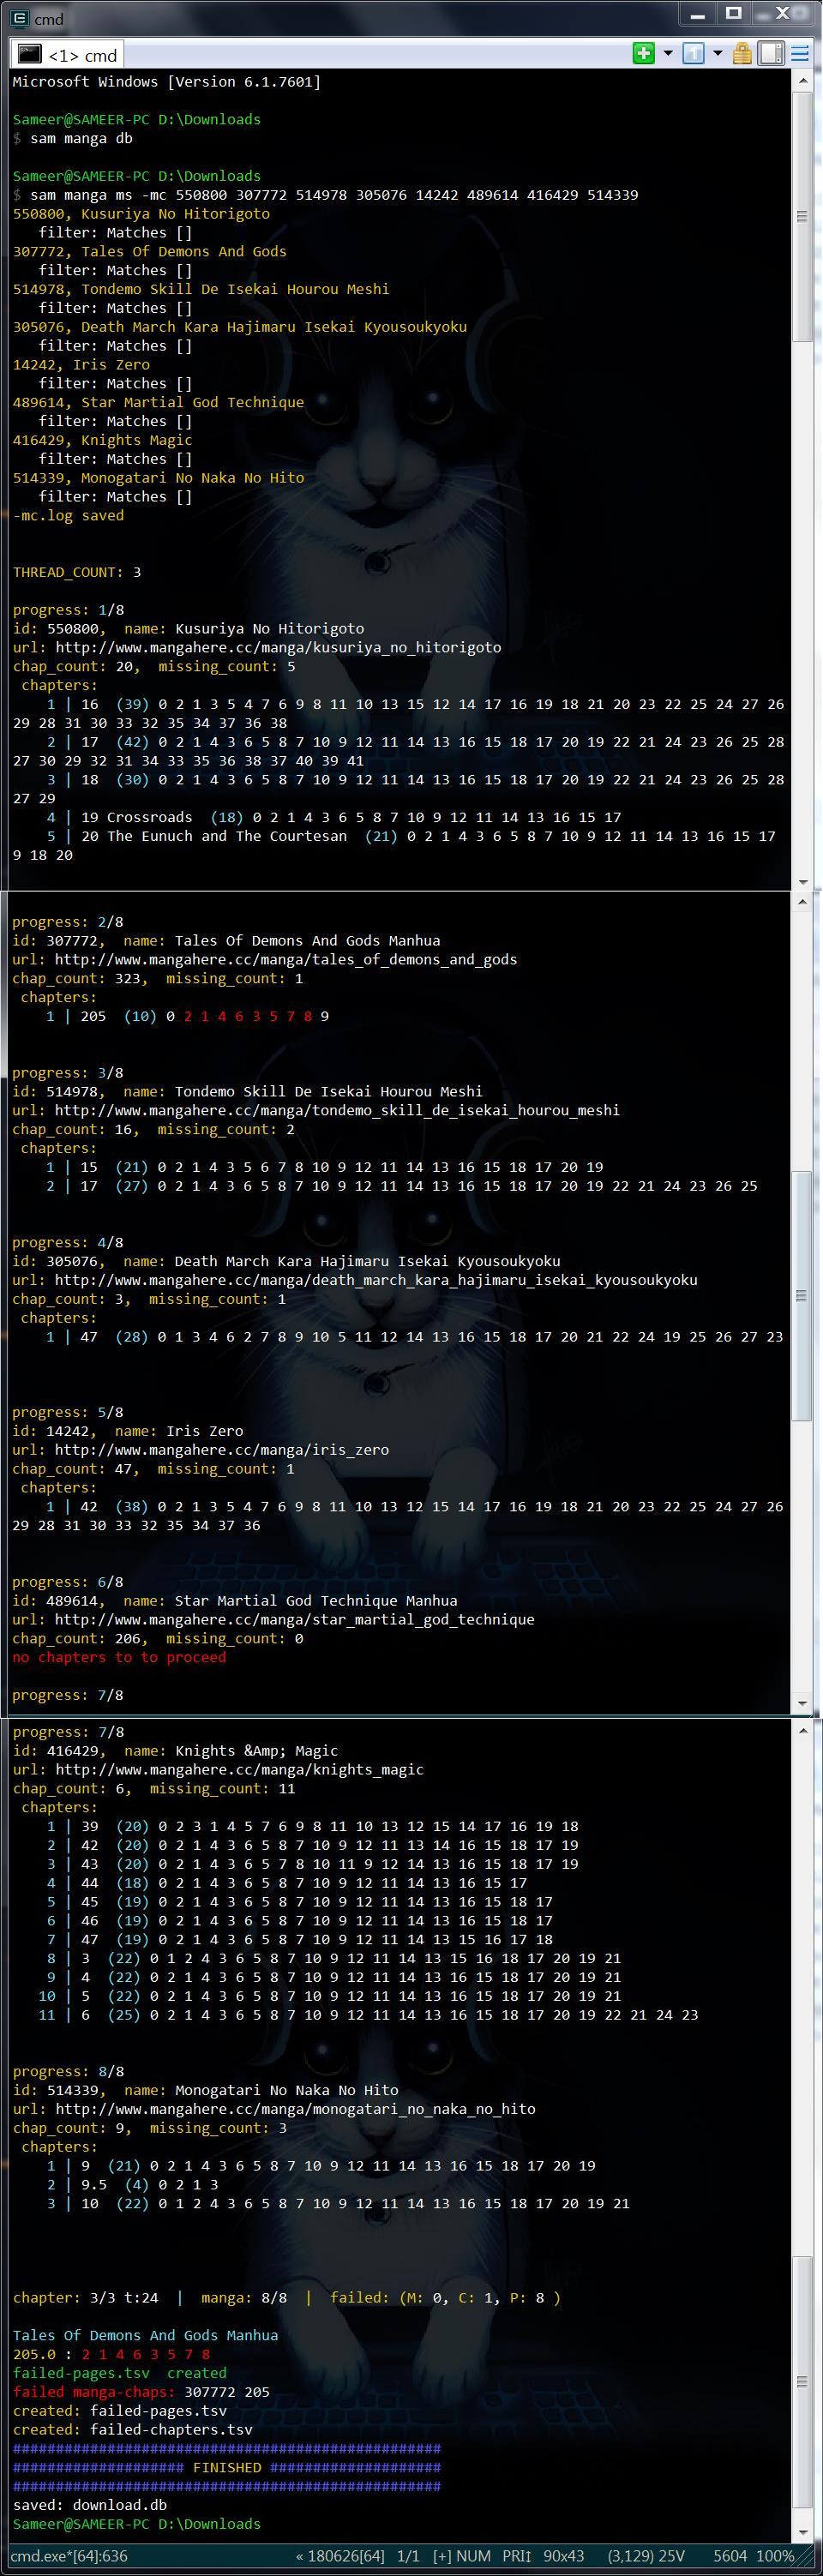 cmd
<1> cmd
Microsoft Windows [Version 6.1.7601]
Sameer@SAMEER-PC D:\Downloads
$ sam manga db
Sameer@SAMEER-PC D:\Downloads
$ sam manga ms -mc 550800 307772 514978 305076 14242 489614 416429 514339
550800, Kusuriya No Hitorigoto
filter: Matches []
307772, Tales Of Demons And Gods
filter: Matches []
514978, Tondemo Skill De Isekai Hourou Meshi
filter: Matches []
305076, Death March Kara Hajimaru Isekai Kyousoukyoku
filter: Matches []
14242, Iris Zero
filter: Matches []
489614, Star Martial God Technique
filter: Matches []
416429, Knights Magic
filter: Matches []
514339, Monogatari No Naka No Hito
filter: Matches []
-mc.log saved
THREAD_COUNT: 3
progress: 1/8
id: 550800,  name: Kusuriya No Hitorigoto
url: http://www.mangahere.cc/manga/kusuriya_no_hitorigoto
chap_count: 20,  missing_count: 5
chapters:
1 | 16  (39) 0 2 1 3 5 4 7 6 9 8 11 10 13 15 12 14 17 16 19 18 21 20 23 22 25 24 27 26
29 28 31 30 33 32 35 34 37 36 38
2 | 17  (42) 0 2 1 4 3 6 5 8 7 10 9 12 11 14 13 16 15 18 17 20 19 22 21 24 23 26 25 28
27 30 29 32 31 34 33 35 36 38 37 40 39 41
3 | 18  (30) 0 2 1 4 3 6 5 8 7 10 9 12 11 14 13 16 15 18 17 20 19 22 21 24 23 26 25 28
27 29
4 | 19 Crossroads  (18) 0 2 1 4 3 6 5 8 7 10 9 12 11 14 13 16 15 17
5 | 20 The Eunuch and The Courtesan  (21) 0 2 1 4 3 6 5 8 7 10 9 12 11 14 13 16 15 17
9 18 20
progress: 2/8
id: 307772,  name: Tales Of Demons And Gods Manhua
url: http://www.mangahere.cc/manga/tales_of_demons_and_gods
chap_count: 323,  missing_count: 1
chapters:
1 | 205  (10) 0 2 1 4 6 3 5 7 8 9
progress: 3/8
id: 514978,  name: Tondemo Skill De Isekai Hourou Meshi
url: http://www.mangahere.cc/manga/tondemo_skill_de_isekai_hourou_meshi
chap_count: 16,  missing_count: 2
chapters:
1 | 15  (21) 0 2 1 4 3 5 6 7 8 10 9 12 11 14 13 16 15 18 17 20 19
2 | 17  (27) 0 2 1 4 3 6 5 8 7 10 9 12 11 14 13 16 15 18 17 20 19 22 21 24 23 26 25
progress: 4/8
id: 305076,  name: Death March Kara Hajimaru Isekai Kyousoukyoku
url: http://www.mangahere.cc/manga/death_march_kara_hajimaru_isekai_kyousoukyoku
chap_count: 3,  missing_count: 1
chapters:
1 | 47  (28) 0 1 3 4 6 2 7 8 9 10 5 11 12 14 13 16 15 18 17 20 21 22 24 19 25 26 27 23
progress: 5/8
id: 14242,  name: Iris Zero
url: http://www.mangahere.cc/manga/iris_zero
chap_count: 47,  missing_count: 1
chapters:
1 | 42  (38) 0 2 1 3 5 4 7 6 9 8 11 10 13 12 15 14 17 16 19 18 21 20 23 22 25 24 27 26
29 28 31 30 33 32 35 34 37 36
progress: 6/8
id: 489614,  name: Star Martial God Technique Manhua
url: http://www.mangahere.cc/manga/star_martial_god_technique
chap_count: 206,  missing_count: 0
no chapters to to proceed
progress: 7/8
progress: 7/8
id: 416429,  name: Knights &Amp; Magic
url: http://www.mangahere.cc/manga/knights_magic
chap_count: 6,  missing_count: 11
chapters:
1 | 39  (20) 0 2 3 1 4 5 7 6 9 8 11 10 13 12 15 14 17 16 19 18
2 | 42  (20) 0 2 1 4 3 6 5 8 7 10 9 12 11 13 14 16 15 18 17 19
3 | 43  (20) 0 2 1 4 3 6 5 7 8 10 11 9 12 14 13 16 15 18 17 19
4 | 44  (18) 0 2 1 4 3 6 5 8 7 10 9 12 11 14 13 16 15 17
5 | 45  (19) 0 2 1 4 3 6 5 8 7 10 9 12 11 14 13 16 15 18 17
6 | 46  (19) 0 2 1 4 3 6 5 8 7 10 9 12 11 14 13 16 15 18 17
7 | 47  (19) 0 2 1 4 3 6 5 8 7 10 9 12 11 14 13 15 16 17 18
8 | 3  (22) 0 1 2 4 3 6 5 8 7 10 9 12 11 14 13 15 16 18 17 20 19 21
9 | 4  (22) 0 2 1 4 3 6 5 8 7 10 9 12 11 14 13 16 15 18 17 20 19 21
10 | 5  (22) 0 2 1 4 3 6 5 8 7 10 9 12 11 14 13 16 15 18 17 20 19 21
11 | 6  (25) 0 2 1 4 3 6 5 8 7 10 9 12 11 14 13 16 15 18 17 20 19 22 21 24 23
progress: 8/8
id: 514339,  name: Monogatari No Naka No Hito
url: http://www.mangahere.cc/manga/monogatari_no_naka_no_hito
chap_count: 9,  missing_count: 3
chapters:
1 | 9  (21) 0 2 1 4 3 6 5 8 7 10 9 12 11 14 13 16 15 18 17 20 19
2 | 9.5  (4) 0 2 1 3
3 | 10  (22) 0 1 2 4 3 6 5 8 7 10 9 12 11 14 13 16 15 18 17 20 19 21
chapter: 3/3 t:24  |  manga: 8/8  |  failed: (M: 0, C: 1, P: 8 )
Tales Of Demons And Gods Manhua
205.0 : 2 1 4 6 3 5 7 8
failed-pages.tsv  created
failed manga-chaps: 307772 205
created: failed-pages.tsv
created: failed-chapters.tsv
##################################################
#################### FINISHED ####################
##################################################
saved: download.db
Sameer@SAMEER-PC D:\Downloads
cmd.exe*[64]:636 « 180626[64] 1/1 [+] NUM PRI↕ 90x43 (3,129) 25V 5604 100%